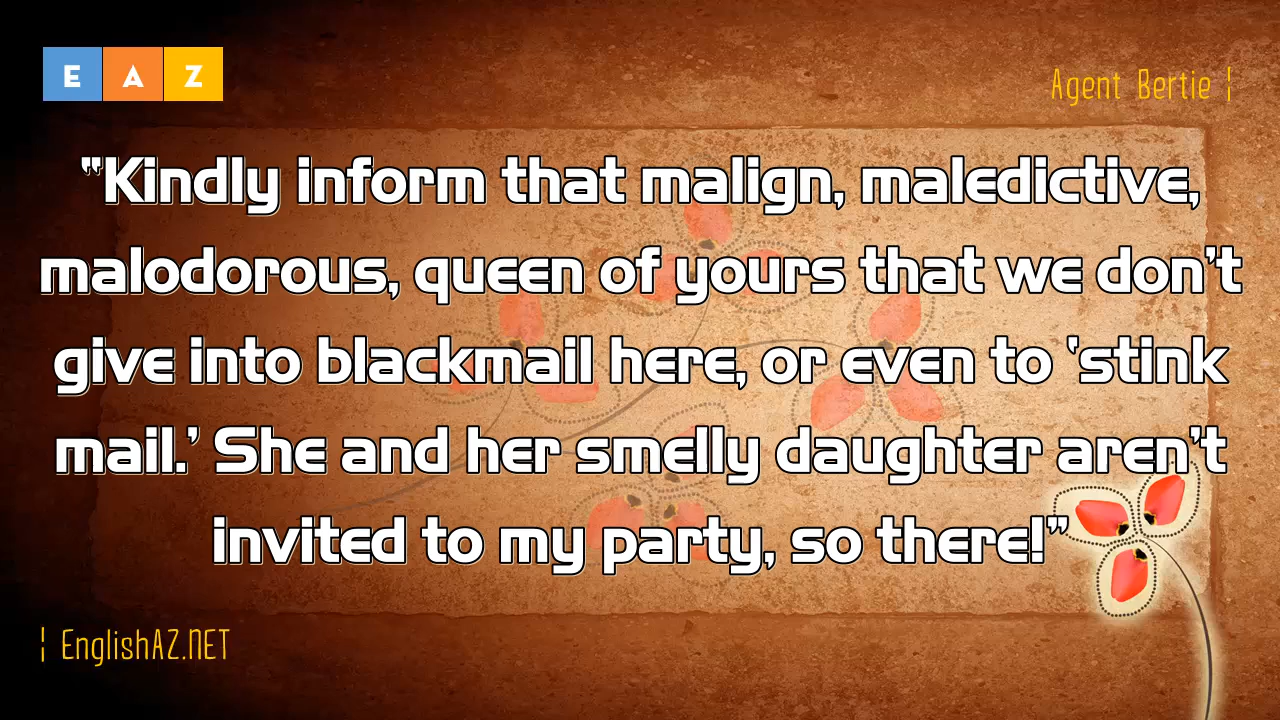 E A Z
Agent Bertie ¦
“Kindly inform that malign, maledictive,
malodorous, queen of yours that we don’t
give into blackmail here, or even to ‘stink
mail.’ She and her smelly daughter aren’t
invited to my party, so there!”
¦ EnglishAZ.NET